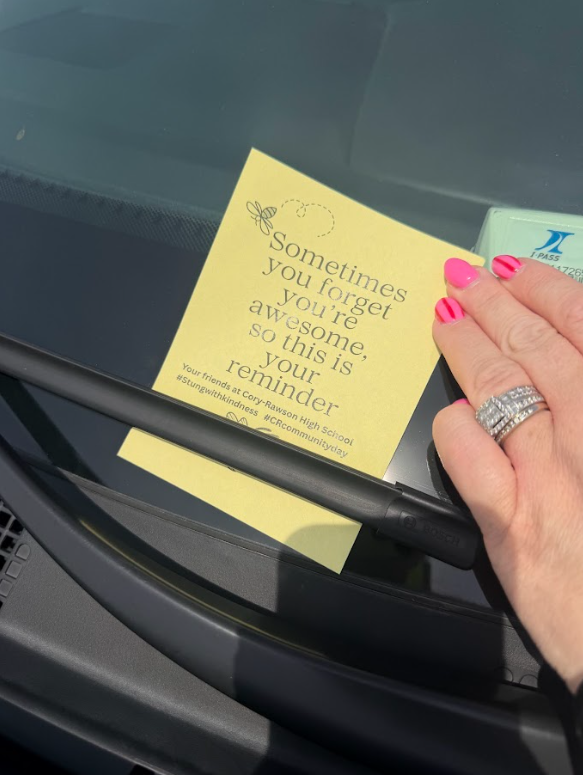 Sometimes
you forget
you're
awesome,
so this is
your
reminder
Your friends at Cory-Rawson High School
#Stungwithkindness #CRcommunityday
I-PASS
BOSCH